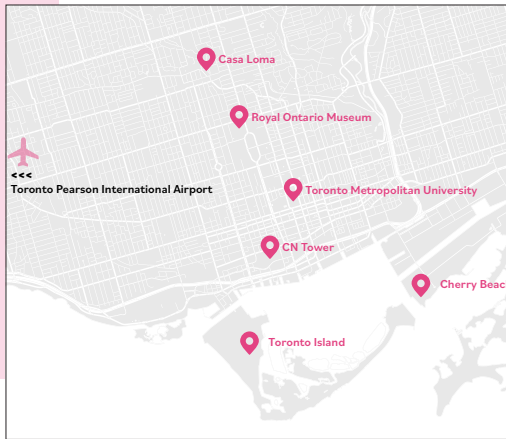 Casa Loma
Royal Ontario Museum
<<<
Toronto Pearson International Airport
Toronto Metropolitan University
CN Tower
Cherry Beac
Toronto Island